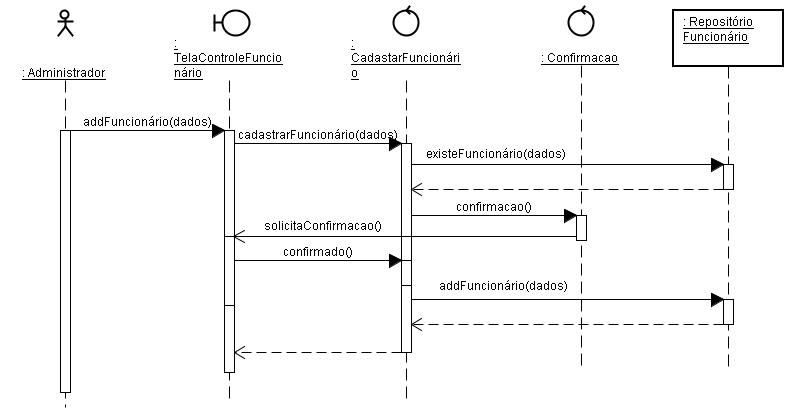 : Repositório
Funcionário
:
TelaControleFuncio
nário
:
CadastarFuncionári
o
: Confirmacao
: Administrador
addFuncionário(dados)
cadastrarFuncionário(dados)
existeFuncionário(dados)
confirmacao()
solicitaConfirmacao()
confirmado()
addFuncionário(dados)